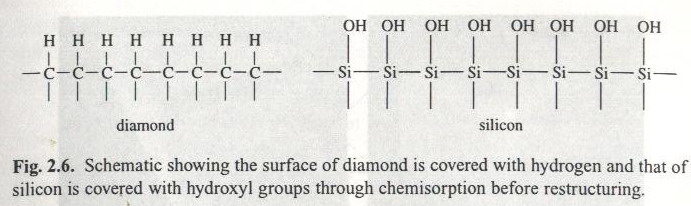 H H H H H H H H
-C-C-C-C-C-C-C-C-
diamond
OH OH OH OH OH OH OH OH
-Si-Si-Si-Si-Si-Si-Si-Si-
silicon
Fig. 2.6. Schematic showing the surface of diamond is covered with hydrogen and that of
silicon is covered with hydroxyl groups through chemisorption before restructuring.